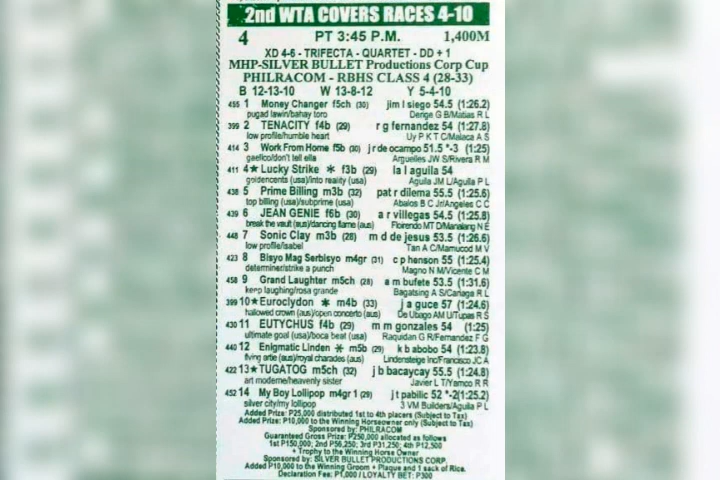 2nd WTA COVERS RACES 4-10
4 PT 3:45 P.M. 1,400M
XD 4-6 - TRIFECTA - QUARTET - DD + 1
MHP-SILVER BULLET Productions Corp Cup
PHILRACOM - RBHS CLASS 4 (28-33)
B 12-13-10 W 13-8-12 Y 5-4-10
455 1 Money Changer f5ch (30) jim l siego 54.5 (1:26.2)
pugad lawin/bahay toro Derige G B/Matias R L
399 2 TENACITY f4b (29) r g fernandez 54 (1:27.8)
low profile/humble heart Uy P K T C/Malaca A S
414 3 Work From Home f5b (30) j r de ocampo 51.5 *-3 (1:25)
gaelico/don't tell ella Arguelles JW S/Rivera R M
411 4★Lucky Strike * f3b (29) la l aguila 54
goldencents (usa)/into reality (usa) Aguila JM L/Aguila P L
438 5 Prime Billing m3b (32) pat r dilema 55.5 (1:25.6)
top billing (usa)/subprime (usa) Abalos B C Jr/Angeles C C
439 6 JEAN GENIE f6b (30) a r villegas 54.5 (1:25.8)
break the vault (aus)/dancing flame (aus) Florendo MT D/Manalang N E
448 7 Sonic Clay m3b (28) m d de jesus 53.5 (1:26.6)
low profile/isabel Tan A C/Mamucod M V
423 8 Bisyo Mag Serbisyo m4gr (31) c p henson 55 (1:25.4)
determiner/strike a punch Magno N M/Vicente C M
458 9 Grand Laughter m5ch (28) a m bufete 53.5 (1:31.6)
keep laughing/rosa grande Bagatsing A S/Cariaga R L
399 10★Euroclydon * m4b (33) j a guce 57 (1:24.6)
hallowed crown (aus)/open concerto (aus) De Ubago AM U/Tupas R S
430 11 EUTYCHUS f4b (29) m m gonzales 54 (1:25)
ultimate goal (usa)/boca beat (usa) Raquidan G R/Fernandez F G
440 12 Enigmatic Linden * m5b (29) k b abobo 54 (1:23.8)
flying artie (aus)/royal charades (aus) Lindensteige Inc/Francisco JC A
422 13★TUGATOG m5ch (32) j b bacaycay 55.5 (1:24.8)
art moderne/heavenly sister Javier L T/Yamco R R
452 14 My Boy Lollipop m4gr 1 (29) j t pabilic 52 *-2(1:25.2)
silver city/my lollipop 3 VM Builders/Aguila P L
Added Prize: P25,000 distributed 1st to 4th placers (Subject to Tax)
Added Prize: P10,000 to the Winning Horseowner only (Subject to Tax)
Sponsored by: PHILRACOM
Guaranteed Gross Prize: P250,000 allocated as follows
1st P150,000; 2nd P56,250; 3rd P31,250; 4th P12,500
+ Trophy to the Winning Horse Owner
Sponsored by: SILVER BULLET PRODUCTIONS CORP.
Added P10,000 to the Winning Groom + Plaque and 1 sack of Rice.
Declaration Fee: P1,000 / LOYALTY BET: P300